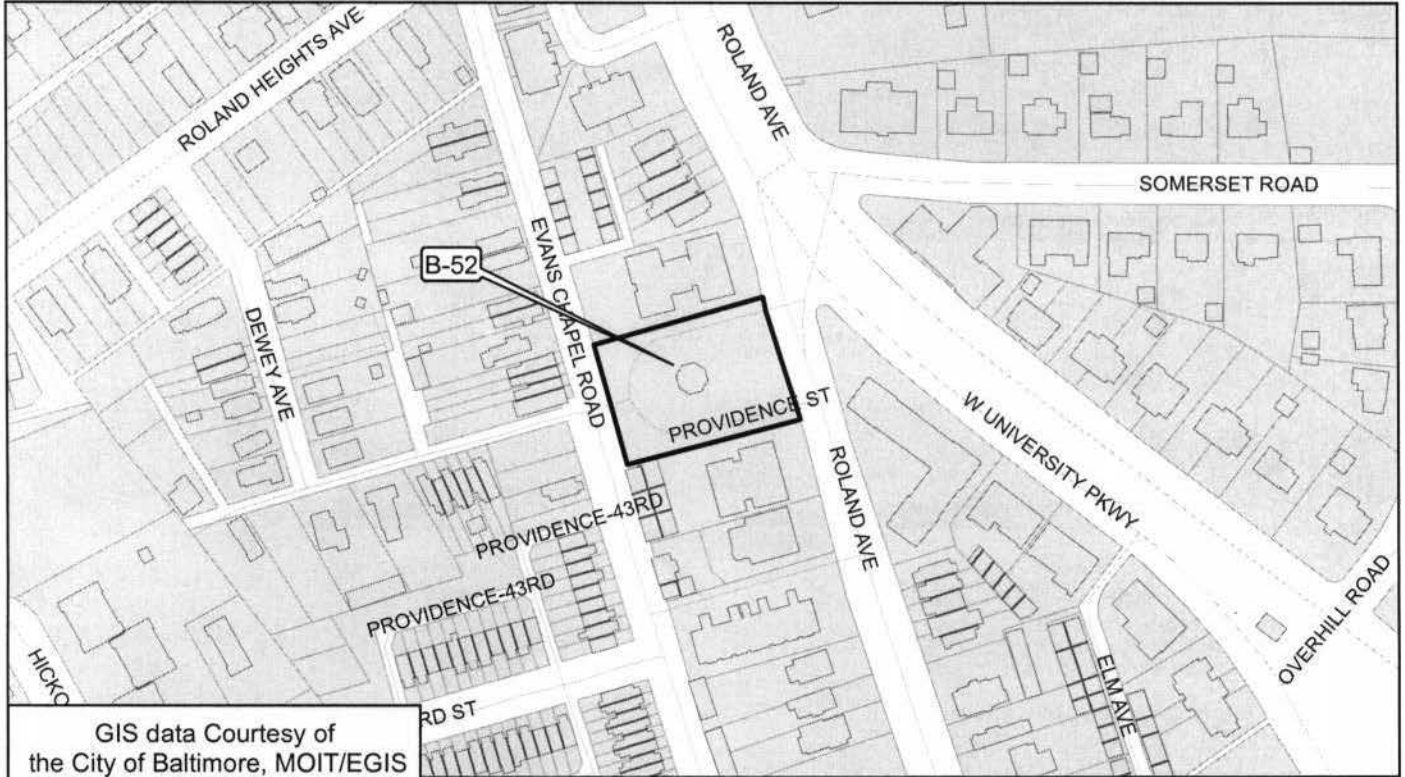 ROLAND HEIGHTS AVE
ROLAND AVE
SOMERSET ROAD
B-52
EVANS CHAPEL ROAD
DEWEY AVE
PROVIDENCE ST
W UNIVERSITY PKWY
ROLAND AVE
PROVIDENCE-43RD
PROVIDENCE-43RD
OVERHILL ROAD
HICKO
ELM AVE
RD ST
GIS data Courtesy of
the City of Baltimore, MOIT/EGIS